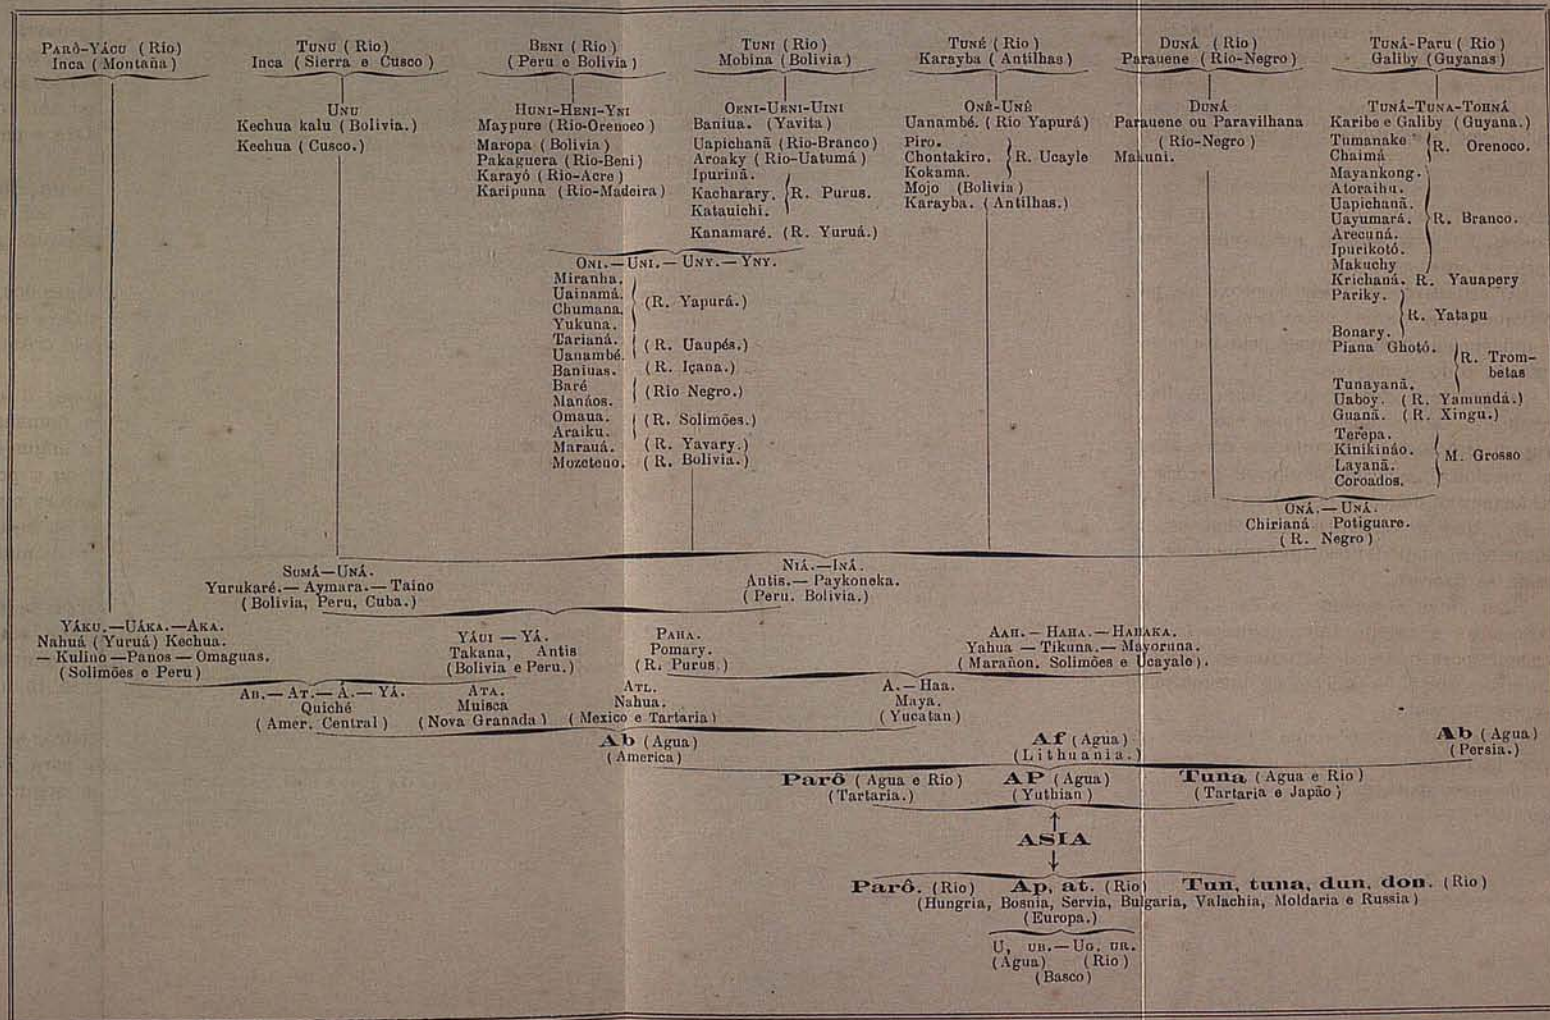 PARÔ-YÁCU (Rio)
Inca (Montaña)
TUNU (Rio)
Inca (Sierra e Cusco)
BENI (Rio)
(Peru e Bolivia)
TUNI (Rio)
Mobina (Bolivia)
TUNÉ (Rio)
Karayba (Antilhas)
DUNÁ (Rio)
Parauene (Rio-Negro)
TUNÁ-PARU (Rio)
Galiby (Guyanas)
UNU
Kechua kalu (Bolivia.)
Kechua (Cusco.)
HUNI-HENI-YNI
Maypure (Rio-Orenoco)
Maropa (Bolivia)
Pakaguera (Rio-Beni)
Karayó (Rio-Acre)
Karipuna (Rio-Madeira)
OENI-UENI-UINI
Baniua. (Yavita)
Uapichanã (Rio-Branco)
Aroaky (Rio-Uatumá)
Ipurinã.
Kacharary. R. Purus.
Katauichi.
Kanamaré. (R. Yuruá.)
ONÊ-UNÊ
Uanambé. (Rio Yapurá)
Piro.
Chontakiro. R. Ucayle
Kokama.
Mojo (Bolivia)
Karayba. (Antilhas.)
DUNÁ
Parauene ou Paravilhana
(Rio-Negro)
Makuni.
TUNÁ-TUNA-TOHNÁ
Karibe e Galiby (Guyana.)
Tumanake R. Orenoco.
Chaimá
Mayankong.
Atoraihu.
Uapichanã.
Uayumará. R. Branco.
Arecuná.
Ipurikotó.
Makuchy
Krichaná. R. Yauapery
Pariky.
R. Yatapu
Bonary.
Piana Ghotó. R. Trom-
betas
Tunayanã.
Uaboy. (R. Yamundá.)
Guanã. (R. Xingu.)
Terepa.
Kinikináo. M. Grosso
Layanã.
Coroados.
ONI.—UNI.—UNY.—YNY.
Miranha.
Uainamá. (R. Yapurá.)
Chumana.
Yukuna.
Tarianá. (R. Uaupés.)
Uanambé.
Baniuas. (R. Içana.)
Baré (Rio Negro.)
Manáos.
Omaua. (R. Solimões.)
Araiku.
Marauá. (R. Yavary.)
Mozeteno. (R. Bolivia.)
ONÁ.—UNÁ.
Chirianá Potiguare.
(R. Negro)
SUMÁ—UNÁ.
Yurukaré.—Aymara.—Taino
(Bolivia, Peru, Cuba.)
NIÁ.—INÁ.
Antis.—Paykoneka.
(Peru. Bolivia.)
YÁKU.—UÁKA.—AKA.
Nahuá (Yuruá) Kechua.
—Kulino—Panos—Omaguas.
(Solimões e Peru)
YÁUI — YÁ.
Takana, Antis
(Bolivia e Peru.)
PAHA.
Pomary.
(R. Purus.)
AAH.—HAHA.—HAHAKA.
Yahua — Tikuna.— Mayoruna.
(Marañon. Solimões e Ucayale).
AH.—AT.—Á.—YÁ.
Quiché
(Amer. Central)
ATA.
Muisca
(Nova Granada)
ATL.
Nahua.
(Mexico e Tartaria)
A.—Haa.
Maya.
(Yucatan)
Ab (Agua)
(America)
Af (Agua)
(Lithuania.)
Ab (Agua)
(Persia.)
Parô (Agua e Rio)
(Tartaria.)
AP (Agua)
(Yuthian)
Tuna (Agua e Rio)
(Tartaria e Japão)
ASIA
Parô. (Rio) Ap, at. (Rio) Tun, tuna, dun, don. (Rio)
(Hungria, Bosnia, Servia, Bulgaria, Valachia, Moldaria e Russia)
(Europa.)
U, UB.—UG, UR.
(Agua) (Rio)
(Basco)